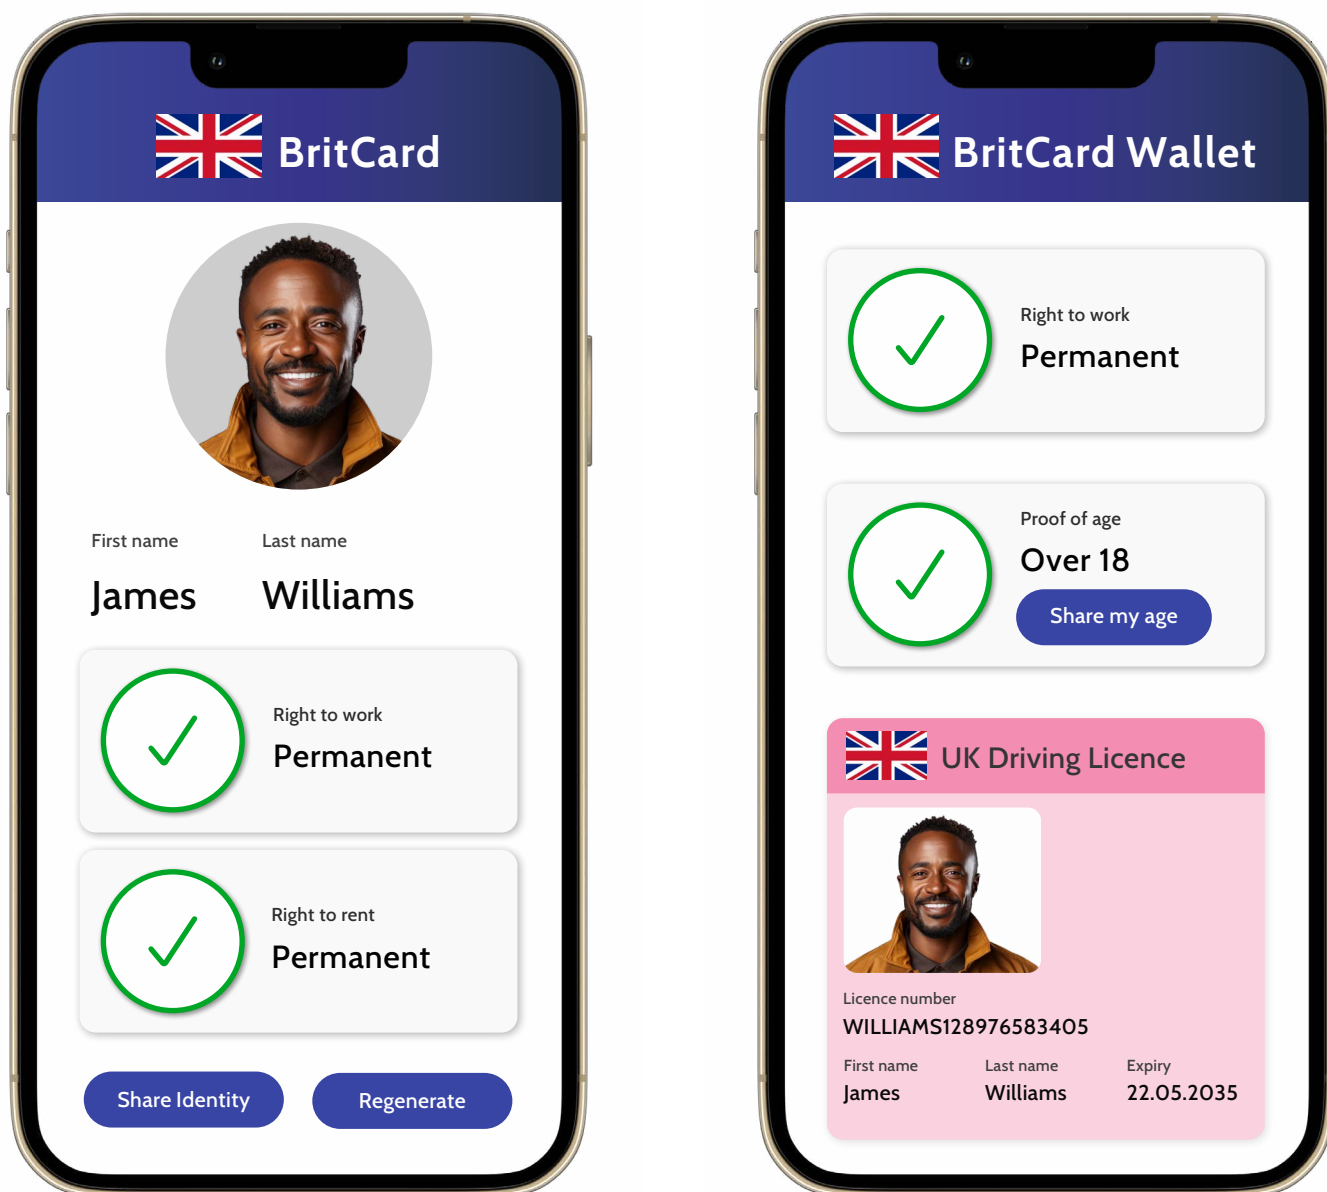 BritCard
First name Last name
James Williams
Right to work
Permanent
Right to rent
Permanent
Share Identity Regenerate
BritCard Wallet
Right to work
Permanent
Proof of age
Over 18
Share my age
UK Driving Licence
Licence number
WILLIAMS128976583405
First name Last name Expiry
James Williams 22.05.2035